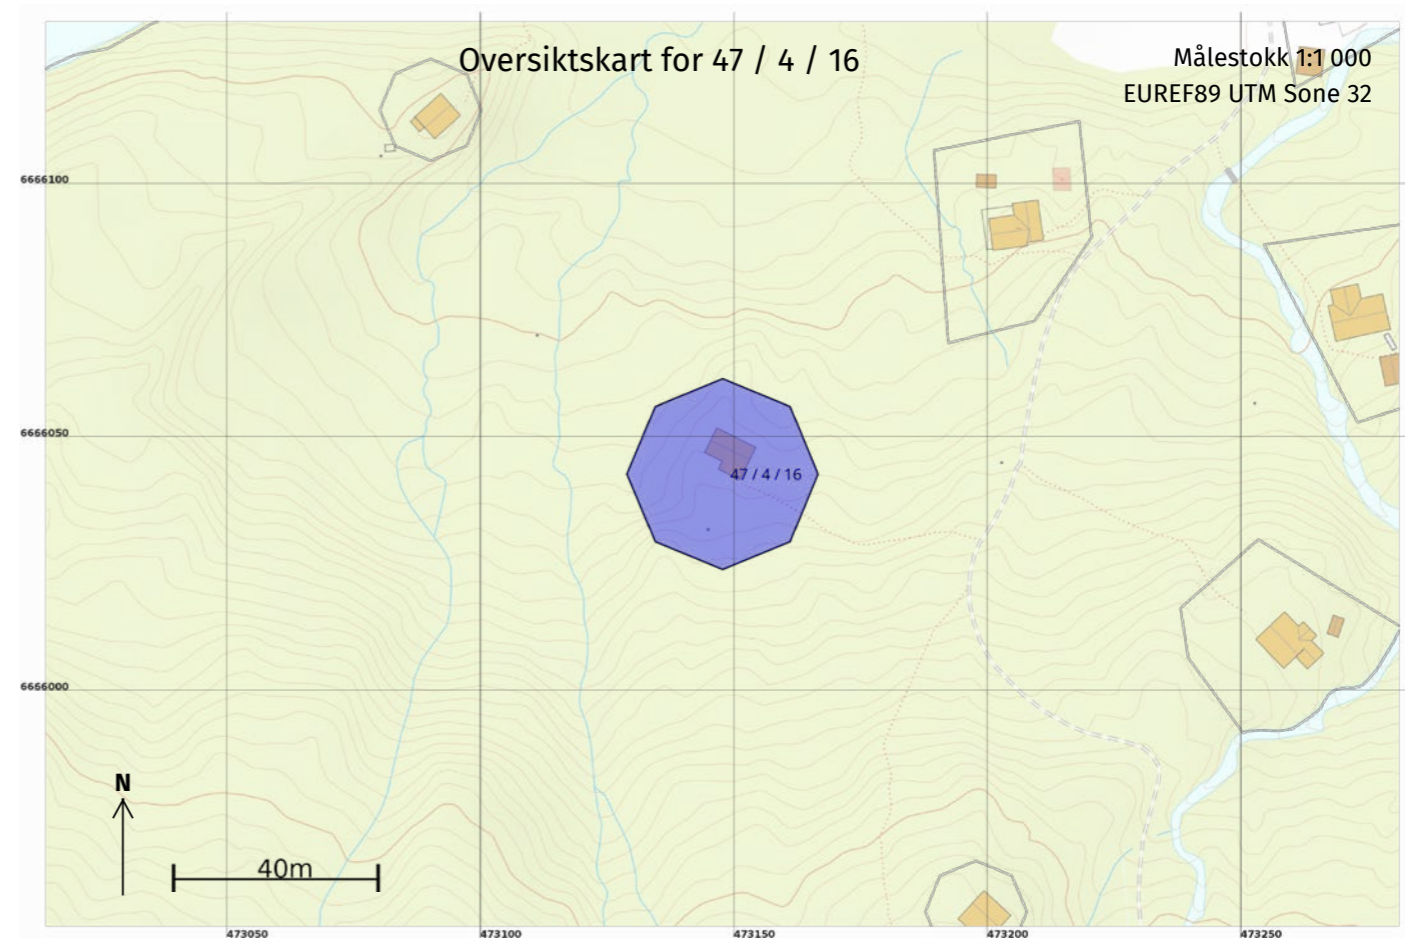 Oversiktskart for 47 / 4 / 16
Målestokk 1:1 000
EUREF89 UTM Sone 32
6666100
6666050
47 / 4 / 16
6666000
N
40m
473050
473100
473150
473200
473250